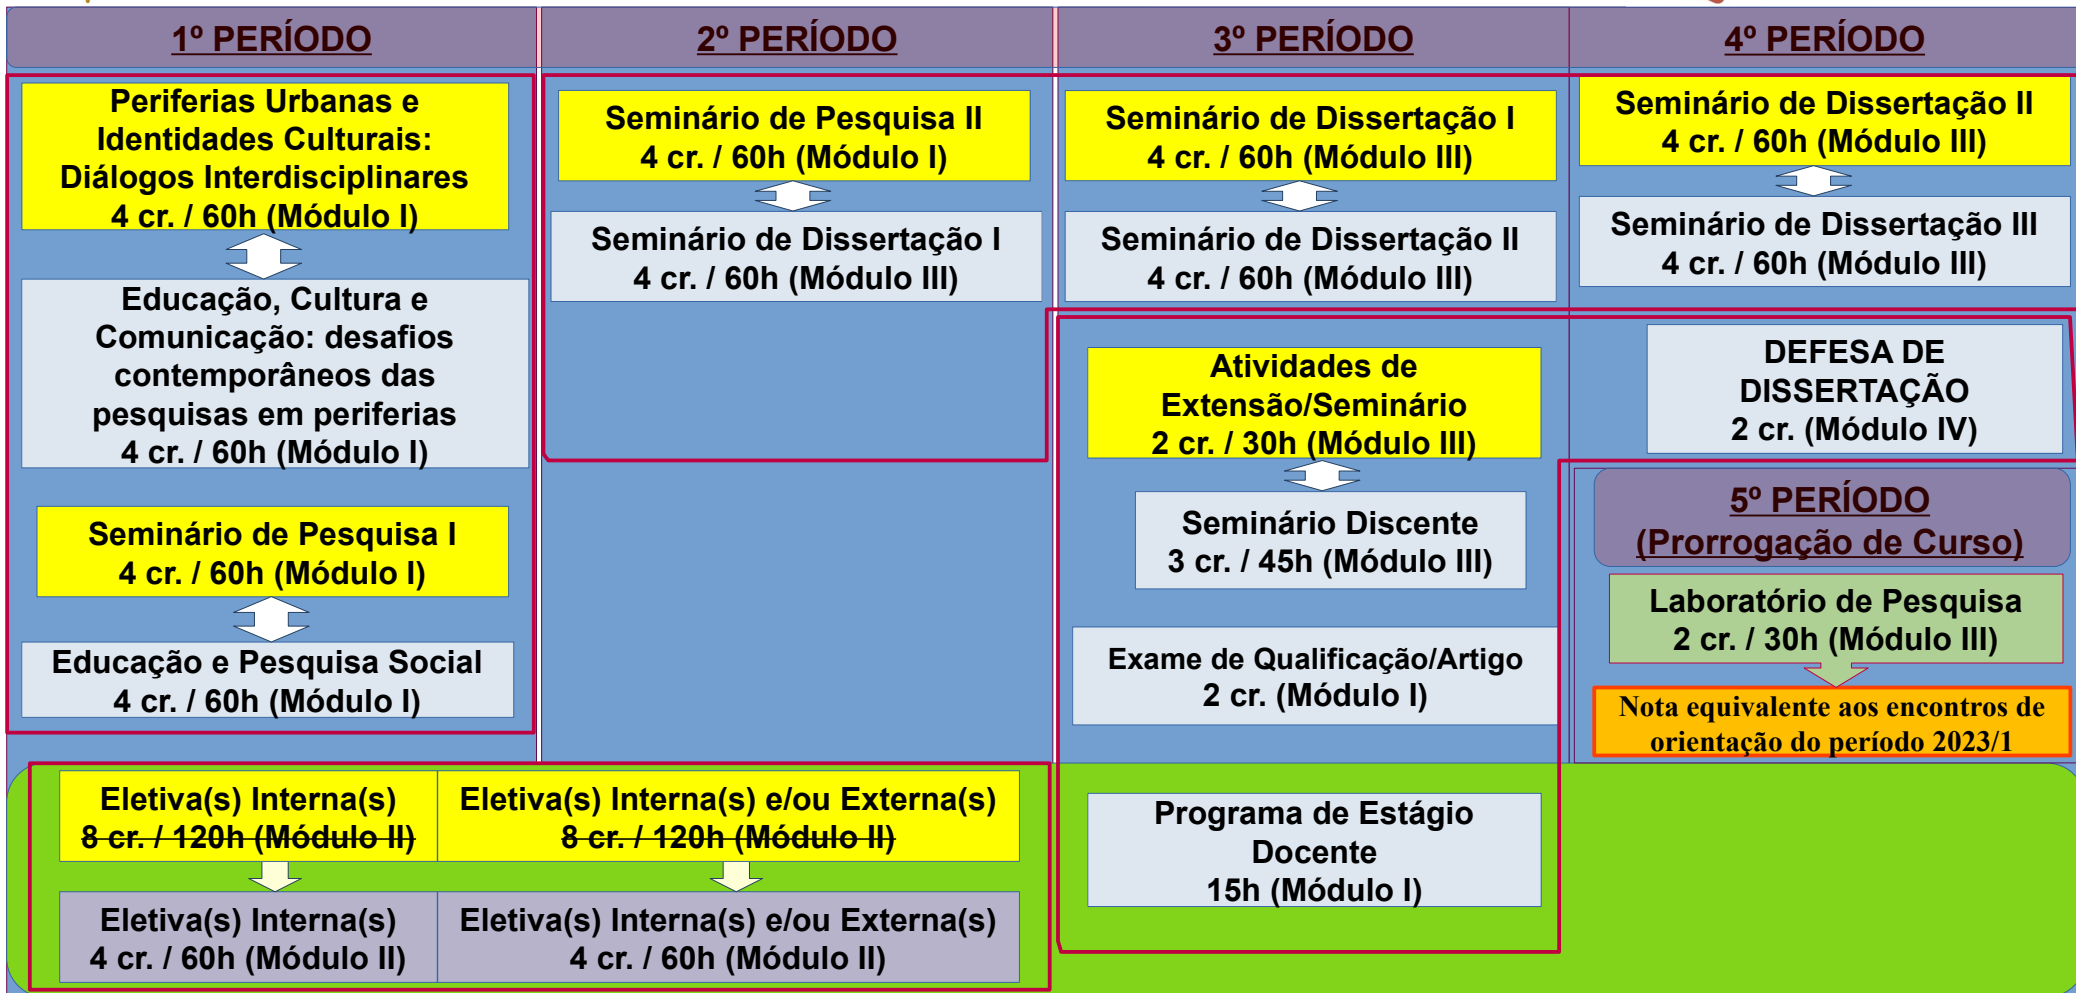 1º PERÍODO
Periferias Urbanas e
Identidades Culturais:
Diálogos Interdisciplinares
4 cr. / 60h (Módulo I)
Educação, Cultura e
Comunicação: desafios
contemporâneos das
pesquisas em periferias
4 cr. / 60h (Módulo I)
Seminário de Pesquisa I
4 cr. / 60h (Módulo I)
Educação e Pesquisa Social
4 cr. / 60h (Módulo I)
2º PERÍODO
Seminário de Pesquisa II
4 cr. / 60h (Módulo I)
Seminário de Dissertação I
4 cr. / 60h (Módulo III)
3º PERÍODO
Seminário de Dissertação I
4 cr. / 60h (Módulo III)
Seminário de Dissertação II
4 cr. / 60h (Módulo III)
Atividades de
Extensão/Seminário
2 cr. / 30h (Módulo III)
Seminário Discente
3 cr. / 45h (Módulo III)
Exame de Qualificação/Artigo
2 cr. (Módulo I)
Programa de Estágio
Docente
15h (Módulo I)
4º PERÍODO
Seminário de Dissertação II
4 cr. / 60h (Módulo III)
Seminário de Dissertação III
4 cr. / 60h (Módulo III)
DEFESA DE
DISSERTAÇÃO
2 cr. (Módulo IV)
5º PERÍODO
(Prorrogação de Curso)
Laboratório de Pesquisa
2 cr. / 30h (Módulo III)
Nota equivalente aos encontros de
orientação do período 2023/1
Eletiva(s) Interna(s)
8 cr. / 120h (Módulo II)
Eletiva(s) Interna(s) e/ou Externa(s)
8 cr. / 120h (Módulo II)
Eletiva(s) Interna(s)
4 cr. / 60h (Módulo II)
Eletiva(s) Interna(s) e/ou Externa(s)
4 cr. / 60h (Módulo II)